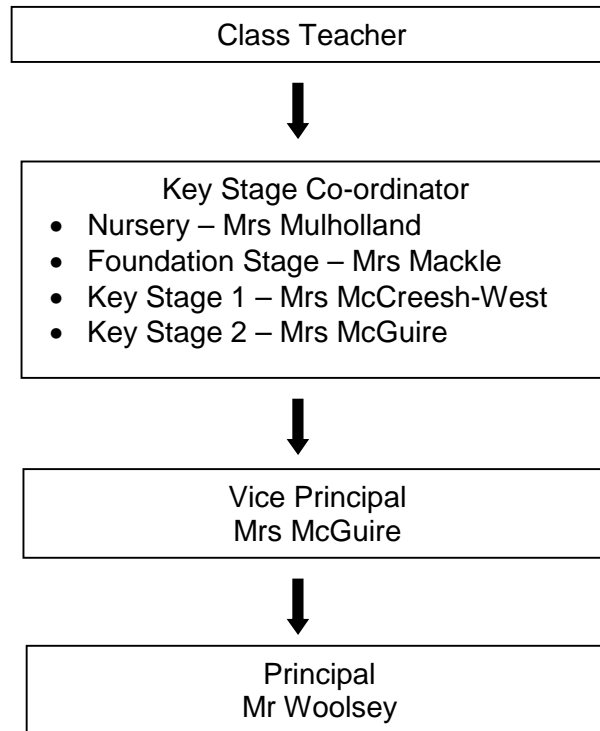 Class Teacher
Key Stage Co-ordinator
• Nursery – Mrs Mulholland
• Foundation Stage – Mrs Mackle
• Key Stage 1 – Mrs McCreesh-West
• Key Stage 2 – Mrs McGuire
Vice Principal
Mrs McGuire
Principal
Mr Woolsey